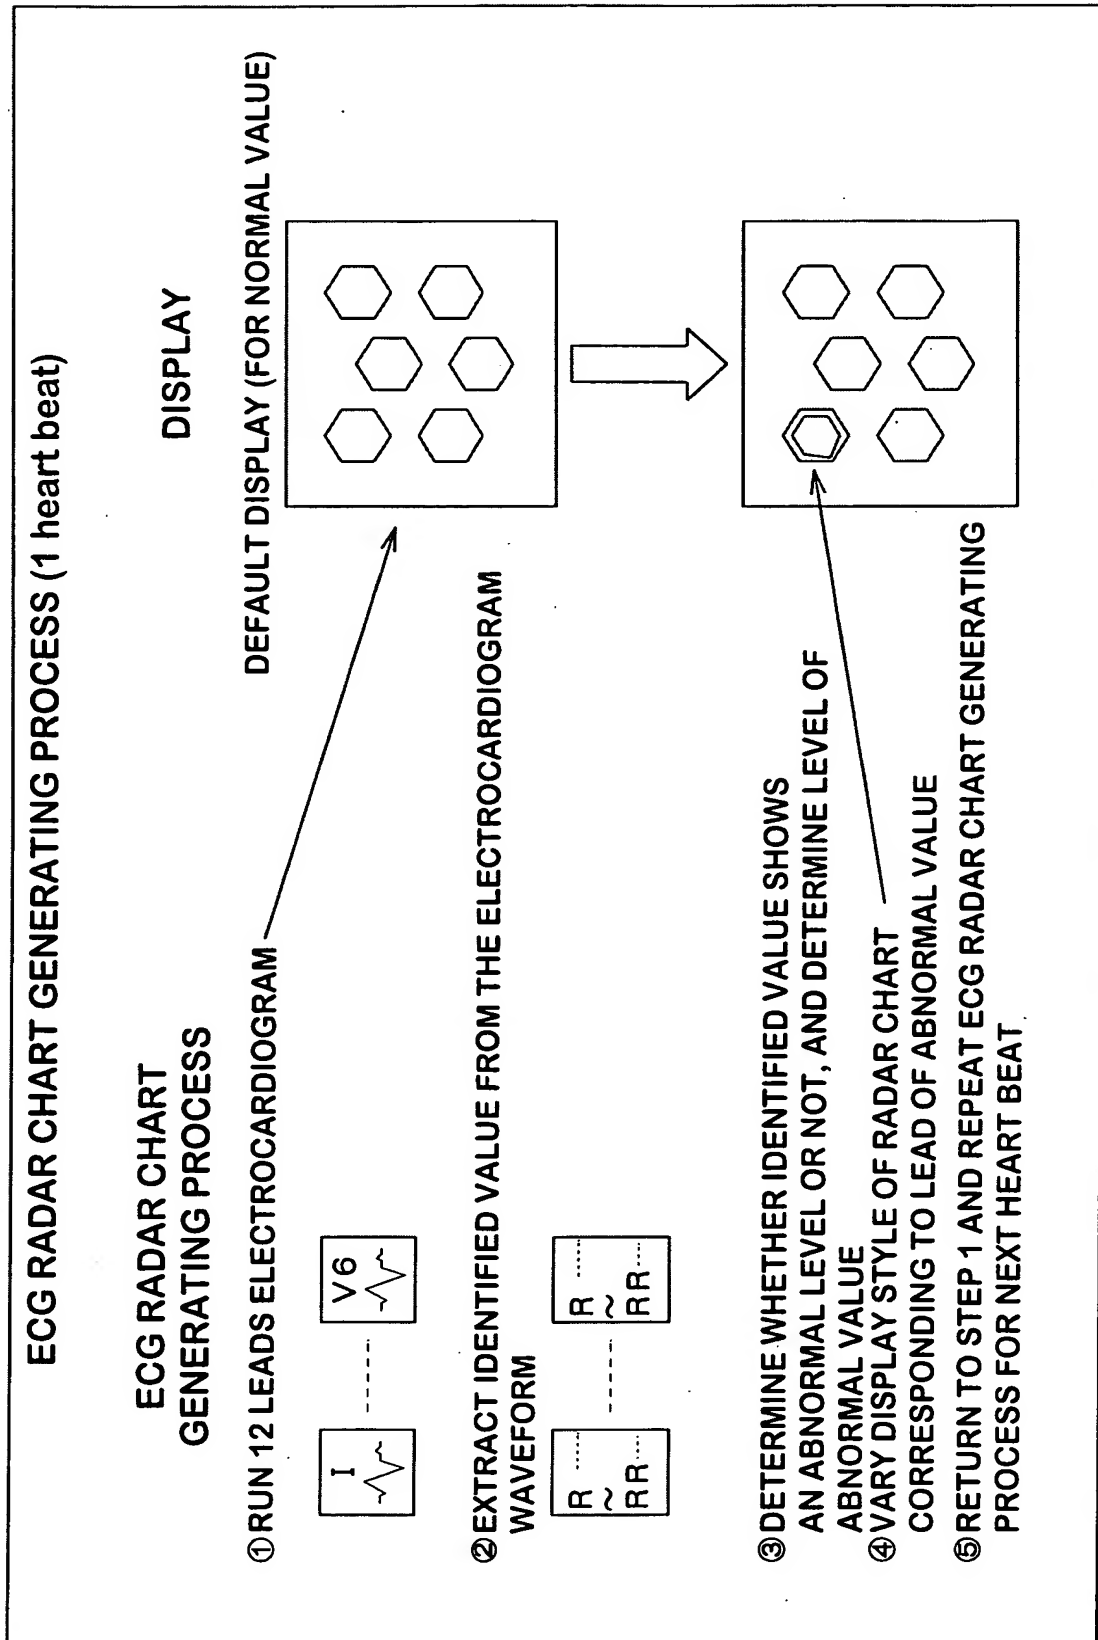 ECG RADAR CHART GENERATING PROCESS (1 heart beat)
ECG RADAR CHART
GENERATING PROCESS
①RUN 12 LEADS ELECTROCARDIOGRAM
I
V6
②EXTRACT IDENTIFIED VALUE FROM THE ELECTROCARDIOGRAM
WAVEFORM
R ······
~
RR ···
R ······
~
RR ···
③DETERMINE WHETHER IDENTIFIED VALUE SHOWS
AN ABNORMAL LEVEL OR NOT, AND DETERMINE LEVEL OF
ABNORMAL VALUE
④VARY DISPLAY STYLE OF RADAR CHART
CORRESPONDING TO LEAD OF ABNORMAL VALUE
⑤RETURN TO STEP 1 AND REPEAT ECG RADAR CHART GENERATING
PROCESS FOR NEXT HEART BEAT
DISPLAY
DEFAULT DISPLAY (FOR NORMAL VALUE)